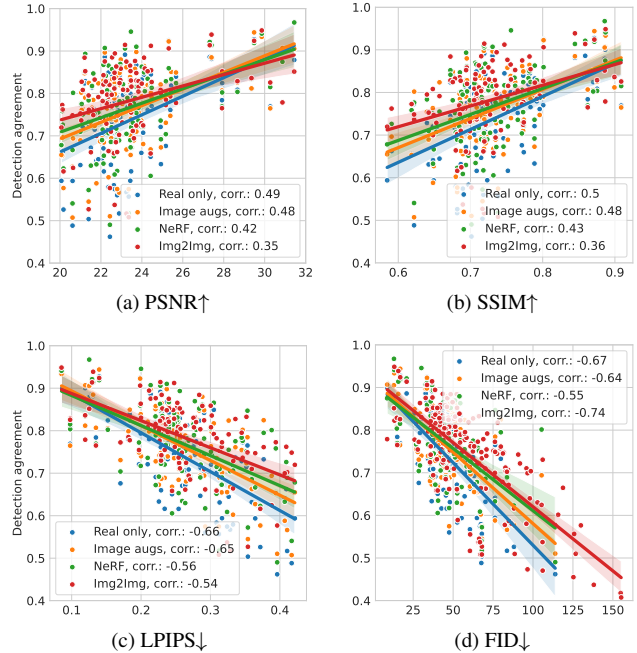 1.0
0.9
0.8
0.7
0.6
0.5
0.4
Detection agreement
Real only, corr.: 0.49
Image augs, corr.: 0.48
NeRF, corr.: 0.42
Img2Img, corr.: 0.35
20 22 24 26 28 30 32
(a) PSNR↑
1.0
0.9
0.8
0.7
0.6
0.5
0.4
Real only, corr.: 0.5
Image augs, corr.: 0.48
NeRF, corr.: 0.43
Img2Img, corr.: 0.36
0.6 0.7 0.8 0.9
(b) SSIM↑
1.0
0.9
0.8
0.7
0.6
0.5
0.4
Detection agreement
Real only, corr.: -0.66
Image augs, corr.: -0.65
NeRF, corr.: -0.56
Img2Img, corr.: -0.54
0.1 0.2 0.3 0.4
(c) LPIPS↓
1.0
0.9
0.8
0.7
0.6
0.5
0.4
Real only, corr.: -0.67
Image augs, corr.: -0.64
NeRF, corr.: -0.55
Img2Img, corr.: -0.74
25 50 75 100 125 150
(d) FID↓